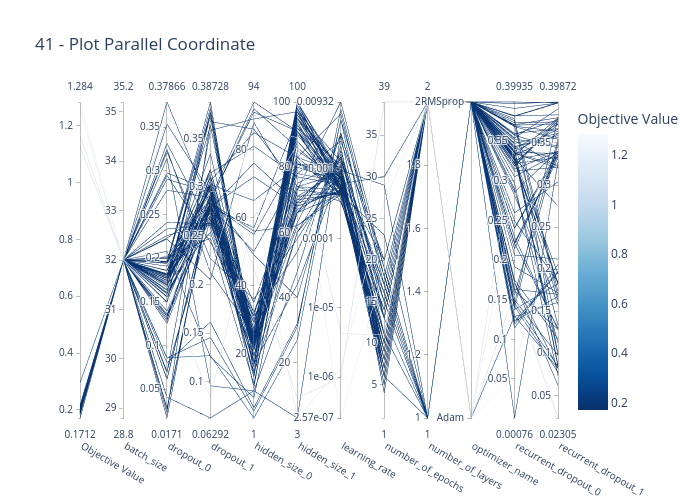 41 - Plot Parallel Coordinate
1.284 35.2 0.37866 0.38728 94 100 39 2 0.39935 0.39872
100 0.00932 2 RMSprop
1.2 1 0.8 0.6 0.4 0.2
35 34 33 32 31 30 29
0.35 0.3 0.25 0.2 0.15 0.1 0.05
0.35 0.3 0.25 0.2 0.15 0.1
80 60 40 20
80 60 40 20
0.001 0.0001 1e-05 1e-06 2.57e-07
35 30 25 20 15 10 5
1.8 1.6 1.4 1.2 1
Adam
0.35 0.3 0.25 0.2 0.15 0.1 0.05
0.35 0.3 0.25 0.2 0.15 0.1 0.05
0.1712 28.8 0.0171 0.06292 1 3 1 1 0.00076 0.02305
Objective Value
batch_size
dropout_0
dropout_1
hidden_size_0
hidden_size_1
learning_rate
number_of_epochs
number_of_layers
optimizer_name
recurrent_dropout_0
recurrent_dropout_1
Objective Value
1.2
1
0.8
0.6
0.4
0.2